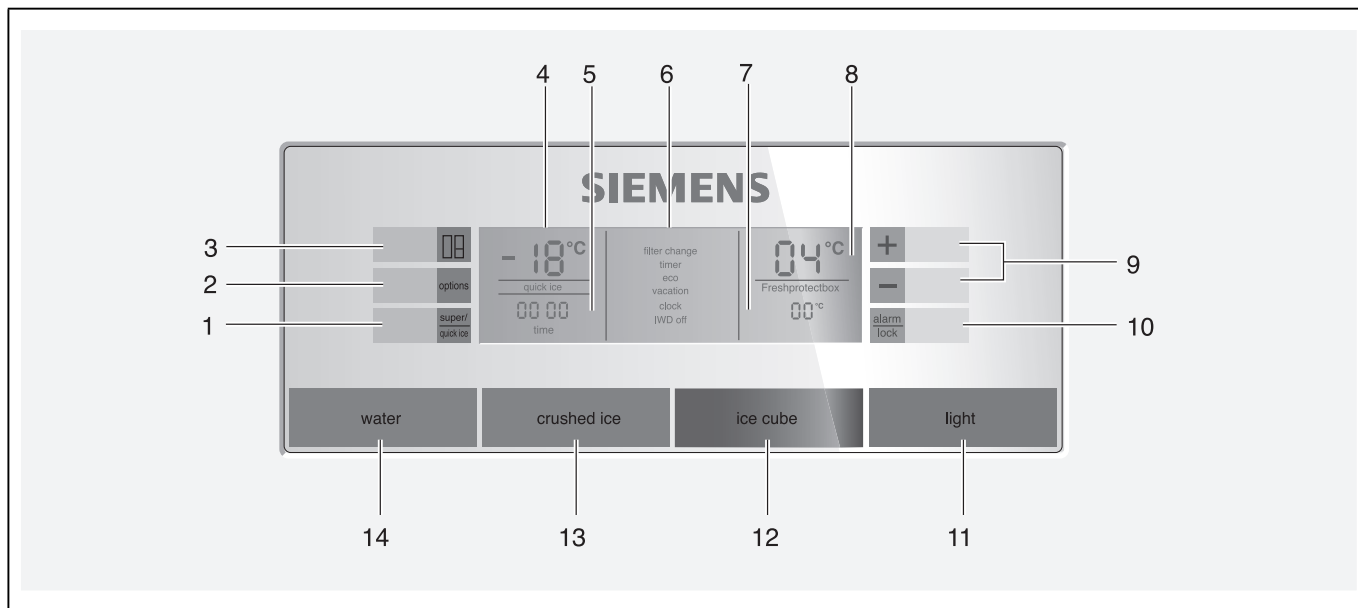 4 5 6 7 8
SIEMENS
3
2 options
1 super/
quick ice
-18°C
quick ice
00 00
time
filter change
timer
eco
vacation
clock
IWD off
04°C
Freshprotectbox
00°C
+
−
9
alarm
lock
10
water crushed ice ice cube light
14 13 12 11